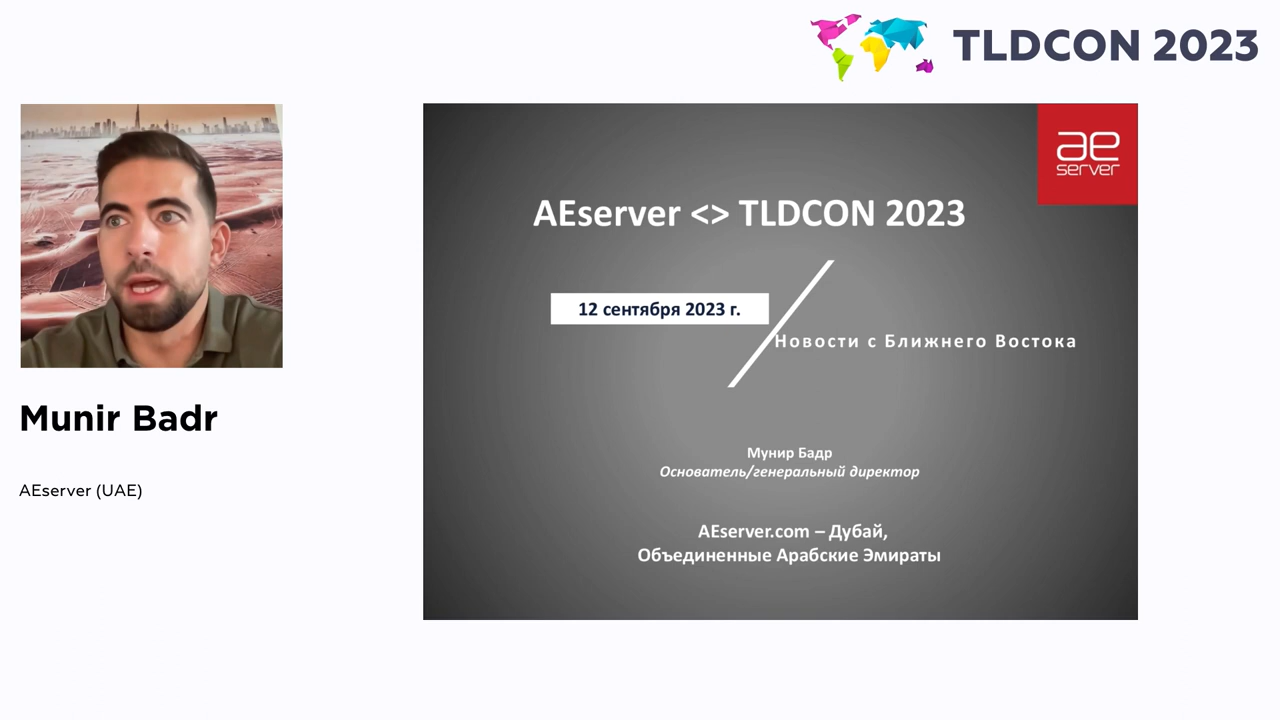 TLDCON 2023
ae
server
AEserver <> TLDCON 2023
12 сентября 2023 г.
Новости с Ближнего Востока
Мунир Бадр
Основатель/генеральный директор
AEserver.com – Дубай,
Объединенные Арабские Эмираты
Munir Badr
AEserver (UAE)